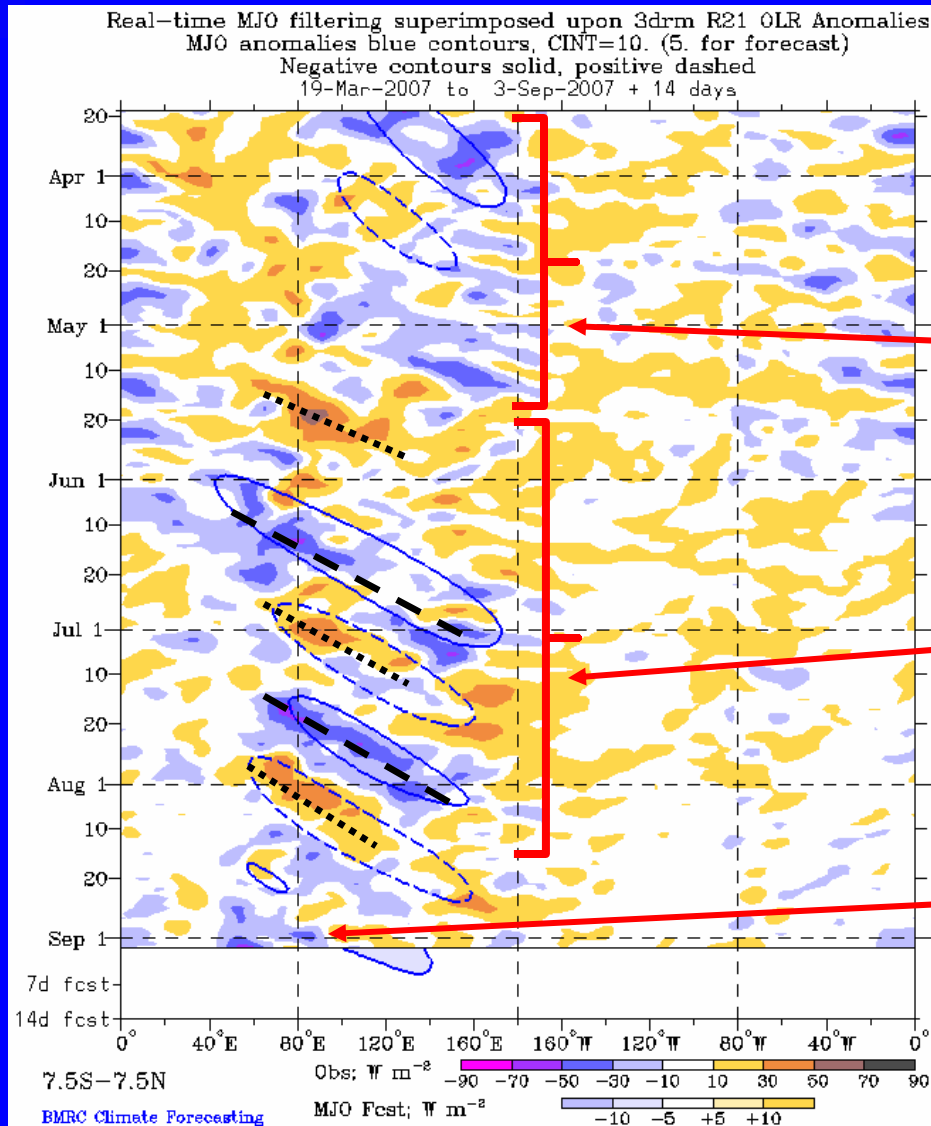 Real-time MJO filtering superimposed upon 3drm R21 OLR Anomalies
MJO anomalies blue contours, CINT=10. (5. for forecast)
Negative contours solid, positive dashed
19-Mar-2007 to 3-Sep-2007 + 14 days
20
Apr 1
10
20
May 1
10
20
Jun 1
10
20
Jul 1
10
20
Aug 1
10
20
Sep 1
7d fcst
14d fcst
0° 40°E 80°E 120°E 160°W 120°W 80°W 40°W 0°
7.5S-7.5N
Obs; W m⁻² -90 -70 -50 -30 -10 10 30 50 70 90
MJO Fcst; W m⁻² -10 -5 +5 +10
BMRC Climate Forecasting